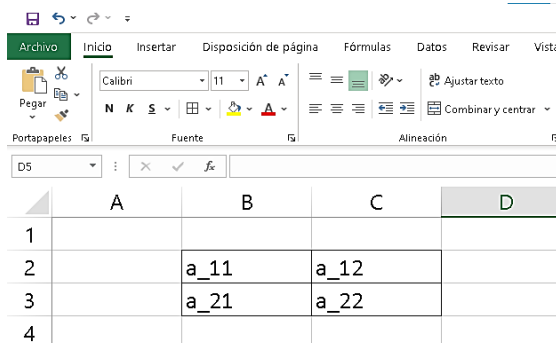 Archivo Inicio Insertar Disposición de página Fórmulas Datos Revisar Vista
Calibri 11 A A Ajustar texto
Pegar N K S A Combinar y centrar
Portapapeles Fuente Alineación
D5 fx
A B C D
1
2 a_11 a_12
3 a_21 a_22
4